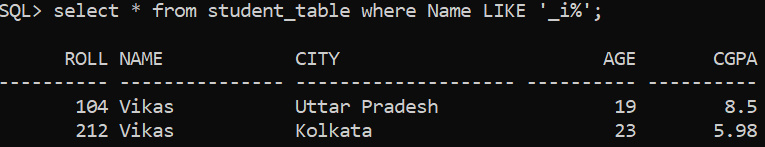 SQL> select * from student_table where Name LIKE '_i%';
ROLL NAME CITY AGE CGPA
---------- --------------- -------------------- ---------- ----------
104 Vikas Uttar Pradesh 19 8.5
212 Vikas Kolkata 23 5.98